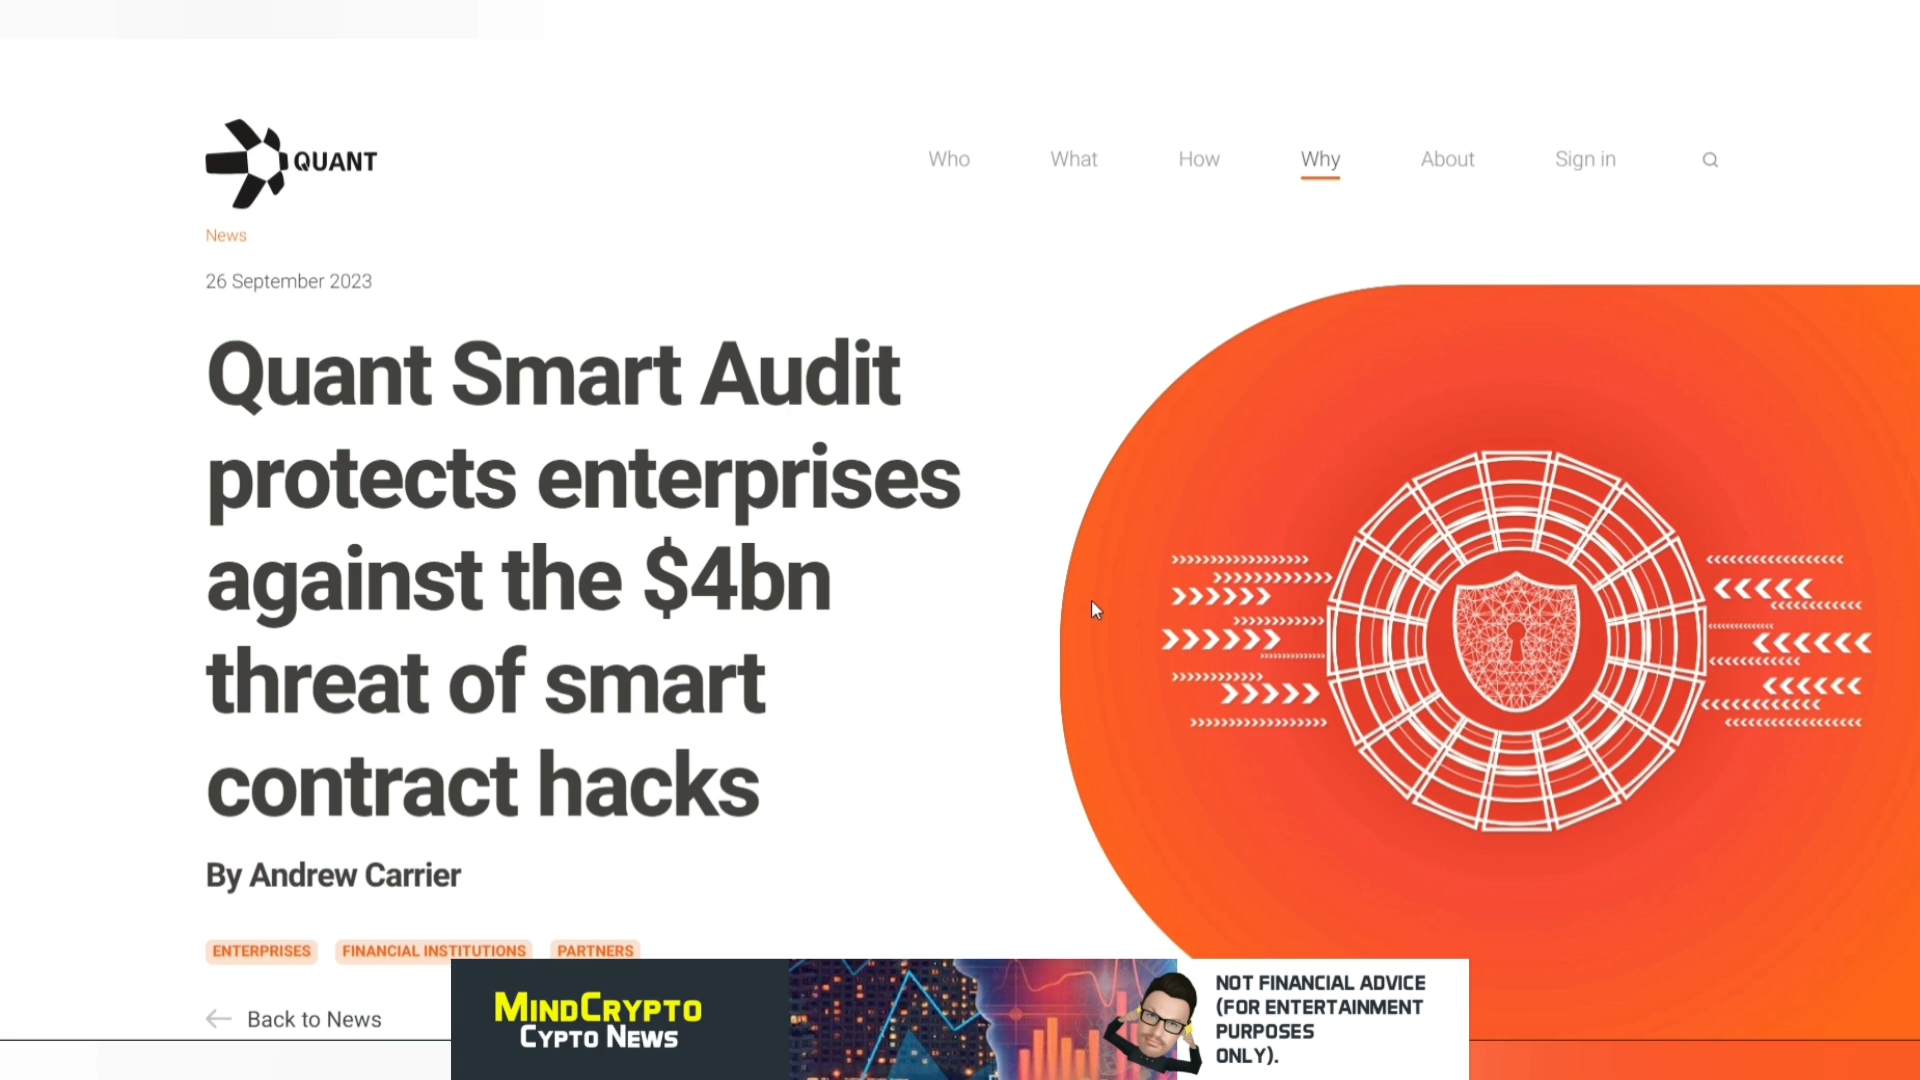 QUANT
Who
What
How
Why
About
Sign in
News
26 September 2023
Quant Smart Audit
protects enterprises
against the $4bn
threat of smart
contract hacks
By Andrew Carrier
ENTERPRISES
FINANCIAL INSTITUTIONS
PARTNERS
Back to News
MINDCRYPTO
CYPTO NEWS
NOT FINANCIAL ADVICE
(FOR ENTERTAINMENT
PURPOSES
ONLY).